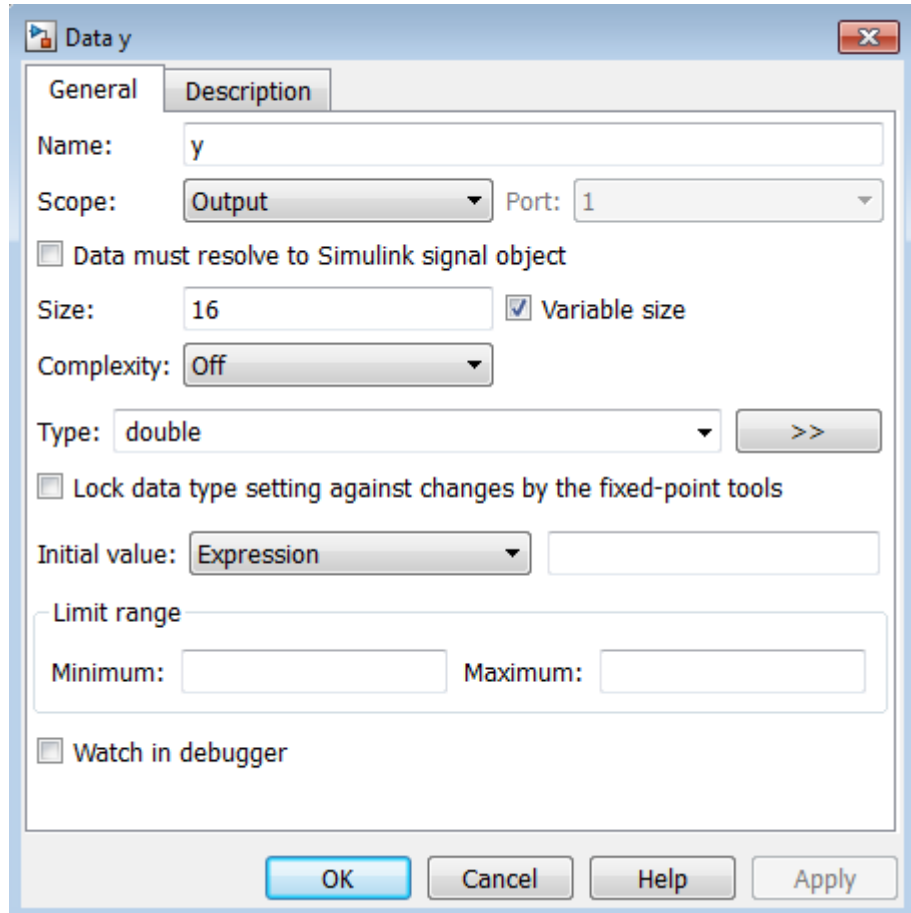 Data y
General Description
Name: y
Scope: Output Port: 1
Data must resolve to Simulink signal object
Size: 16 Variable size
Complexity: Off
Type: double >>
Lock data type setting against changes by the fixed-point tools
Initial value: Expression
Limit range
Minimum: Maximum:
Watch in debugger
OK Cancel Help Apply